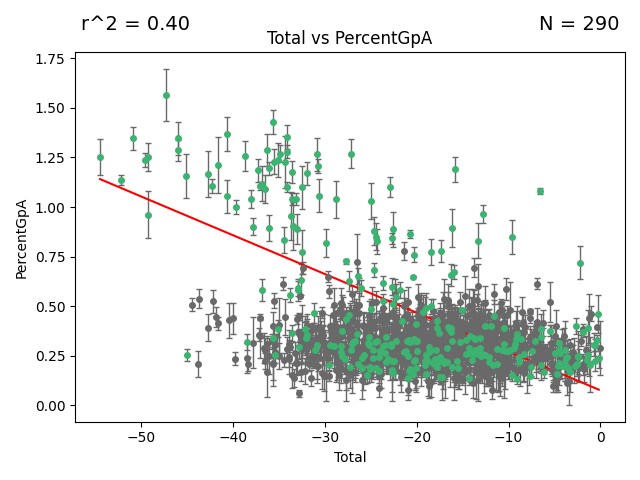 r^2 = 0.40
N = 290
Total vs PercentGpA
PercentGpA
1.75
1.50
1.25
1.00
0.75
0.50
0.25
0.00
−50
−40
−30
−20
−10
0
Total